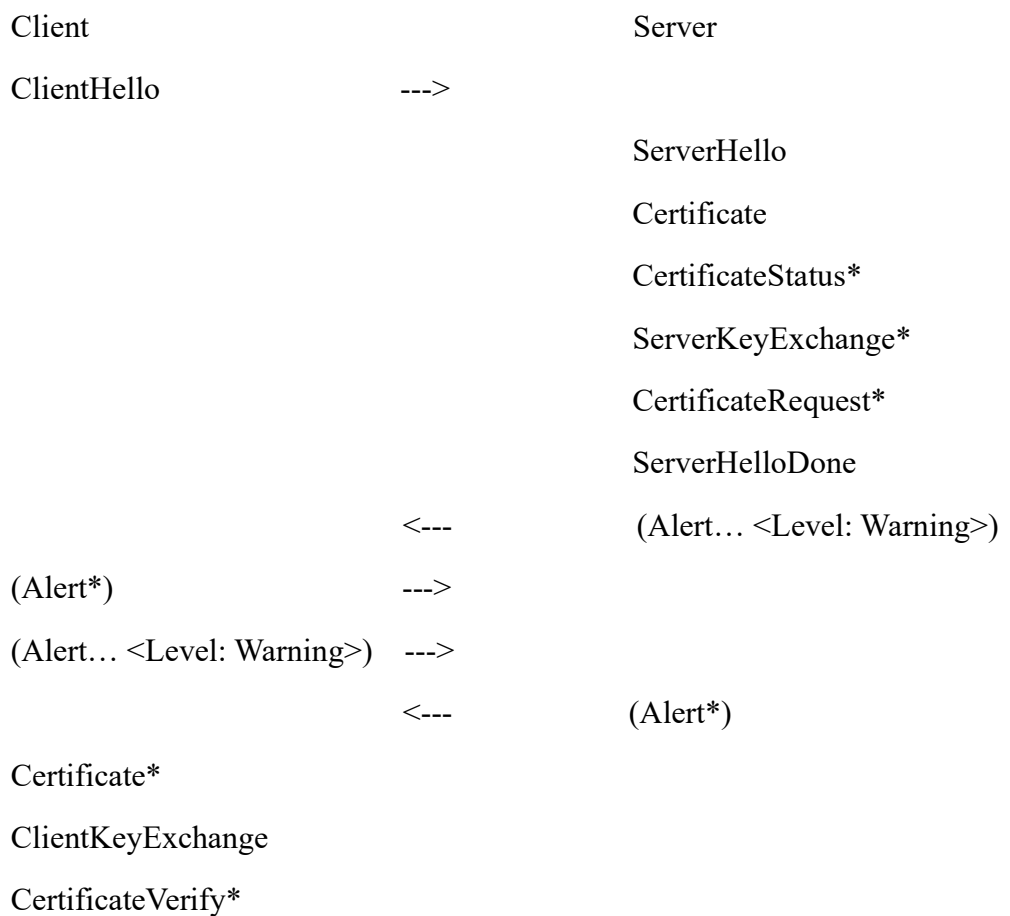 Client Server
ClientHello --->
ServerHello
Certificate
CertificateStatus*
ServerKeyExchange*
CertificateRequest*
ServerHelloDone
<--- (Alert… <Level: Warning>)
(Alert*) --->
(Alert… <Level: Warning>) --->
<--- (Alert*)
Certificate*
ClientKeyExchange
CertificateVerify*